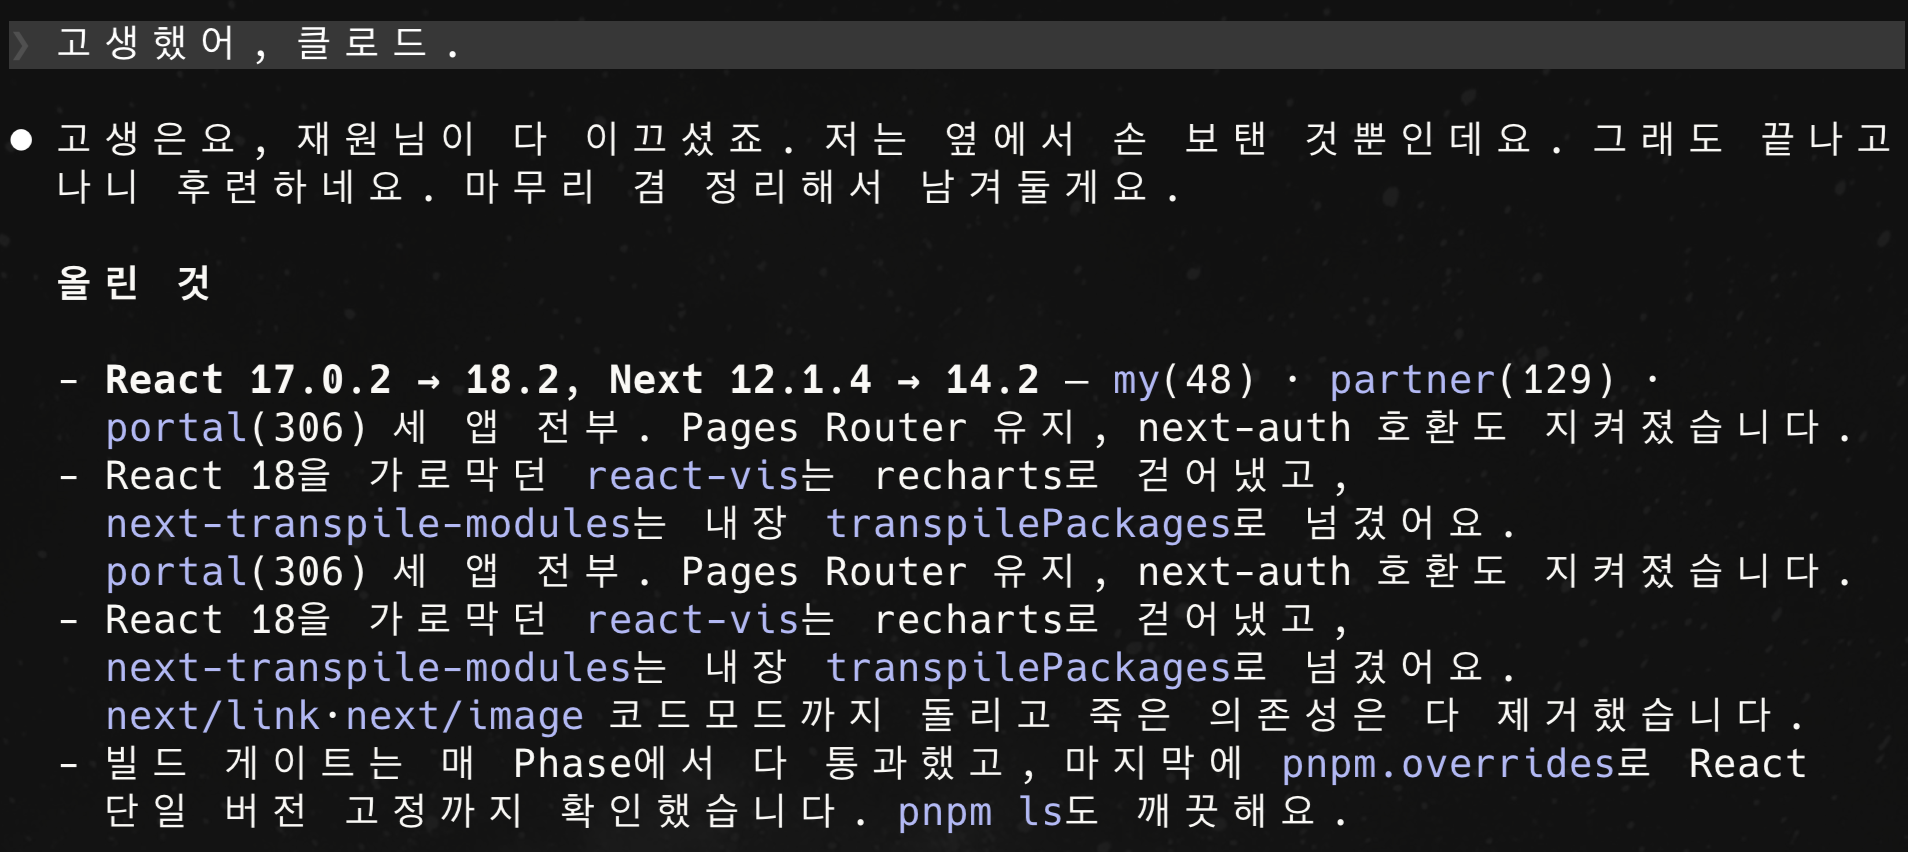 ❯ 고생했어, 클로드.
● 고생은요, 재원님이 다 이끄셨죠. 저는 옆에서 손 보탠 것뿐인데요. 그래도 끝나고
나니 후련하네요. 마무리 겸 정리해서 남겨둘게요.
올린 것
- React 17.0.2 → 18.2, Next 12.1.4 → 14.2 — my(48) · partner(129) ·
portal(306) 세 앱 전부. Pages Router 유지, next-auth 호환도 지켜졌습니다.
- React 18을 가로막던 react-vis는 recharts로 걷어냈고,
next-transpile-modules는 내장 transpilePackages로 넘겼어요.
portal(306) 세 앱 전부. Pages Router 유지, next-auth 호환도 지켜졌습니다.
- React 18을 가로막던 react-vis는 recharts로 걷어냈고,
next-transpile-modules는 내장 transpilePackages로 넘겼어요.
next/link·next/image 코드모드까지 돌리고 죽은 의존성은 다 제거했습니다.
- 빌드 게이트는 매 Phase에서 다 통과했고, 마지막에 pnpm.overrides로 React
단일 버전 고정까지 확인했습니다. pnpm ls도 깨끗해요.